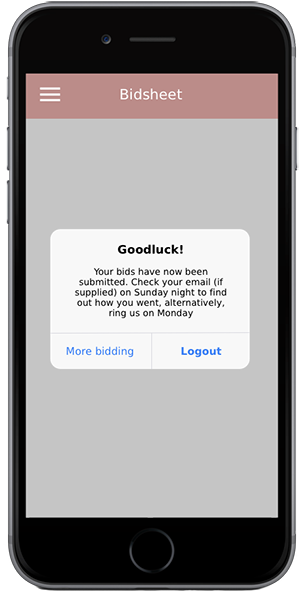 Bidsheet
Goodluck!
Your bids have now been
submitted. Check your email (if
supplied) on Sunday night to find
out how you went, alternatively,
ring us on Monday
More bidding
Logout